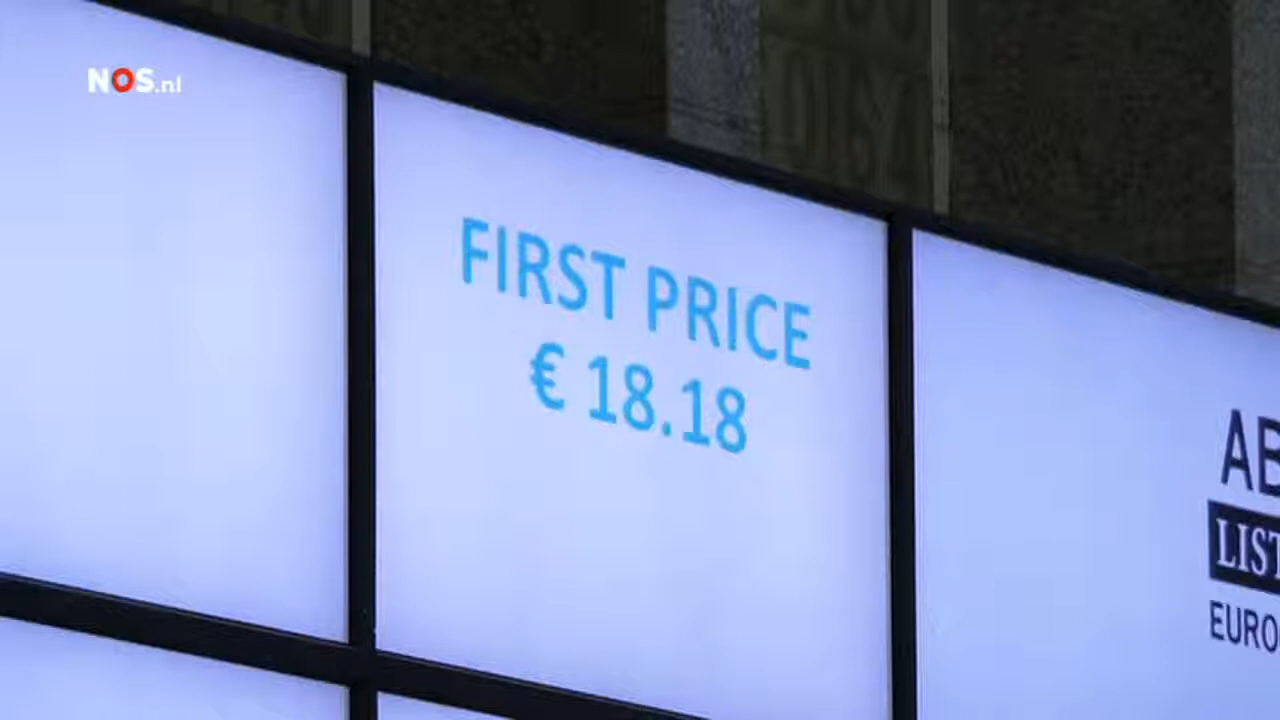 NOS.nl
FIRST PRICE
€ 18.18
AB
LIST
EURO